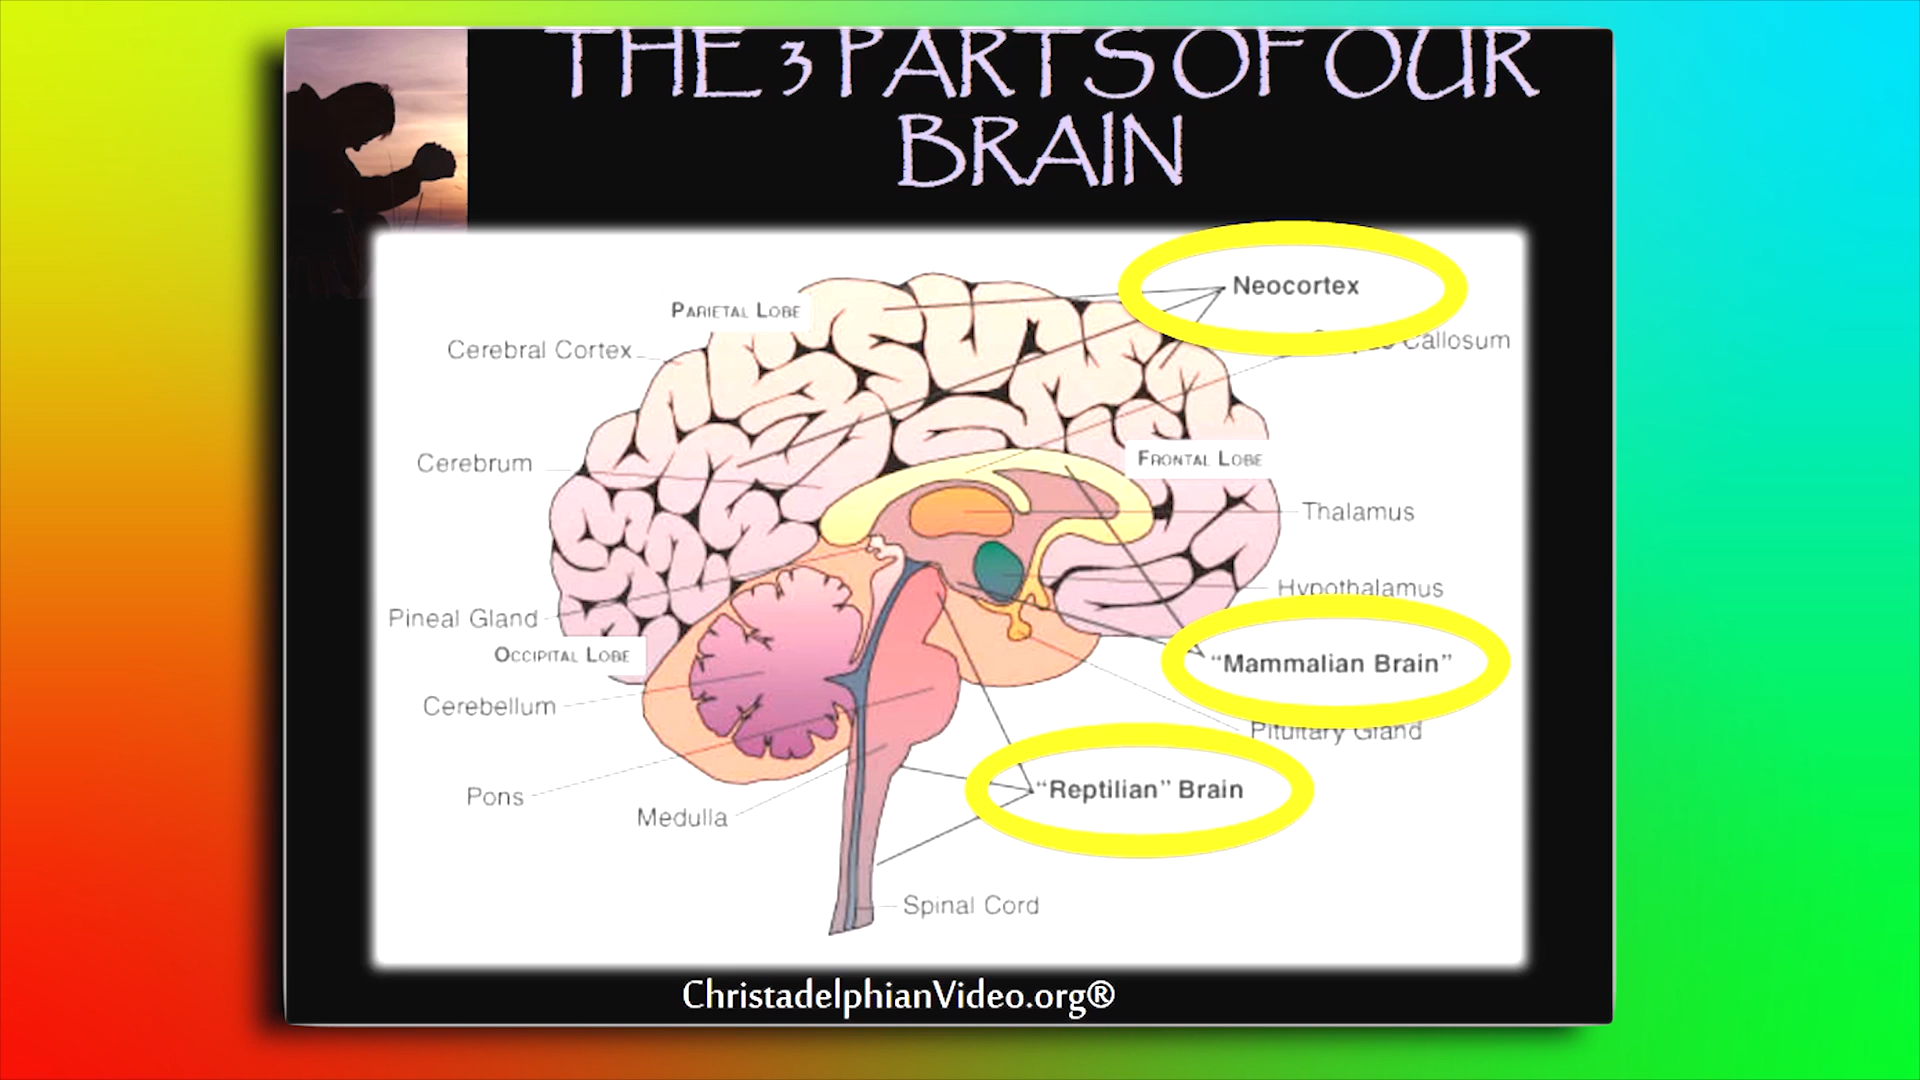 THE 3 PARTS OF OUR
BRAIN
Neocortex
PARIETAL LOBE
Callosum
Cerebral Cortex
Cerebrum
FRONTAL LOBE
Thalamus
Hypothalamus
Pineal Gland
OCCIPITAL LOBE
“Mammalian Brain”
Cerebellum
Pituitary Gland
“Reptilian” Brain
Pons
Medulla
Spinal Cord
ChristadelphianVideo.org®